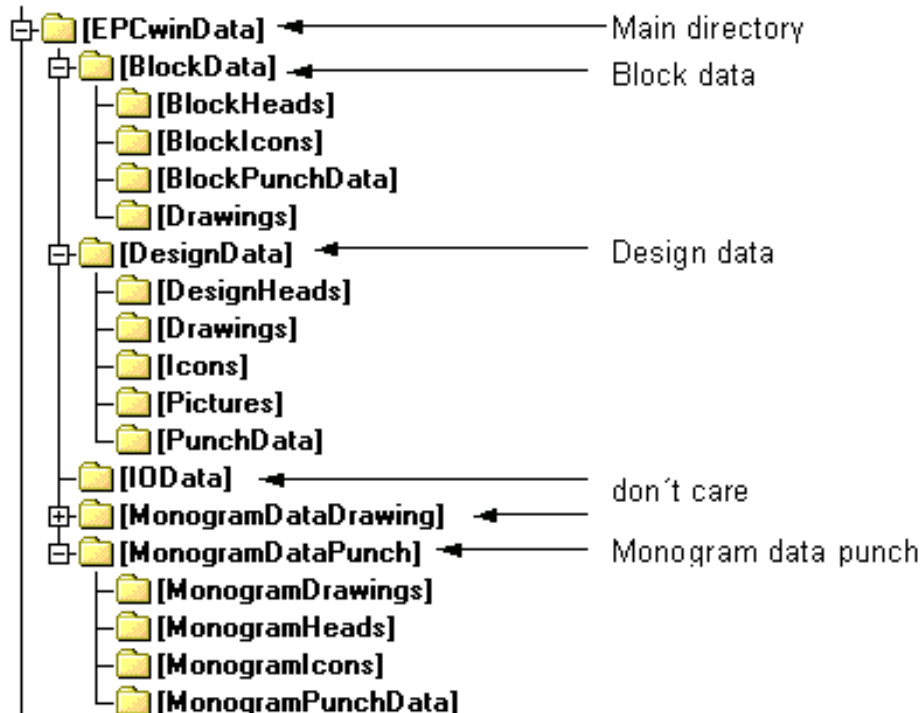 [EPCwinData] Main directory
[BlockData] Block data
[BlockHeads]
[BlockIcons]
[BlockPunchData]
[Drawings]
[DesignData] Design data
[DesignHeads]
[Drawings]
[Icons]
[Pictures]
[PunchData]
[IOData]
don´t care
[MonogramDataDrawing]
[MonogramDataPunch] Monogram data punch
[MonogramDrawings]
[MonogramHeads]
[MonogramIcons]
[MonogramPunchData]